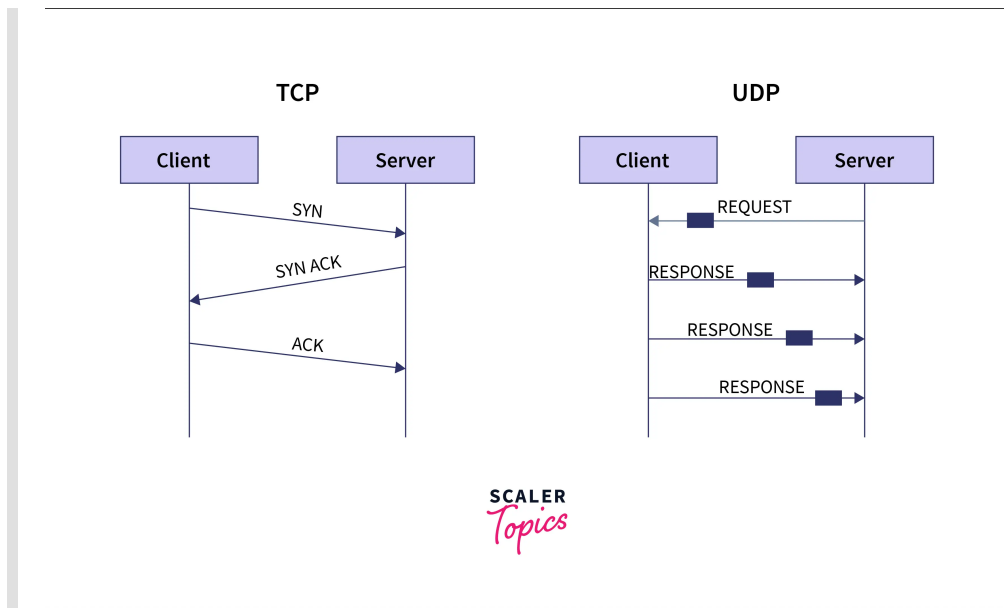 TCP
UDP
Client
Server
Client
Server
SYN
SYN ACK
ACK
REQUEST
RESPONSE
RESPONSE
RESPONSE
SCALER
Topics